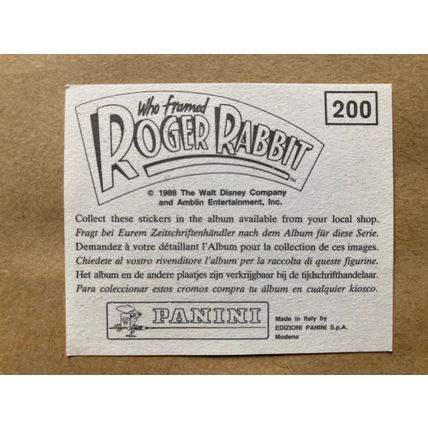 200
Who Framed
ROGER RABBIT
™
© 1988 The Walt Disney Company
and Amblin Entertainment, Inc.
Collect these stickers in the album available from your local shop.
Fragt bei Eurem Zeitschriftenhändler nach dem Album für diese Serie.
Demandez à votre détaillant l'Album pour la collection de ces images.
Chiedete al vostro rivenditore l'album per la raccolta di queste figurine.
Het album en de andere plaatjes zijn verkrijgbaar bij de tijdschrifthandelaar.
Para coleccionar estos cromos compra tu álbum en cualquier kiosco.
PANINI
Made in Italy by
EDIZIONI PANINI S.p.A.
Modena